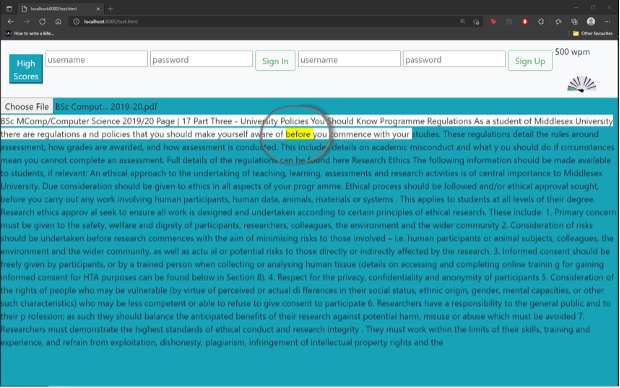 localhost:8000/test.html
localhost:8000/test.html
How to write a kille...
Other favourites
High Scores
username password Sign In username password Sign Up
500 wpm
Choose File BSc Comput... 2019-20.pdf
BSc MComp/Computer Science 2019/20 Page | 17 Part Three - University Policies You Should Know Programme Regulations As a student of Middlesex University
there are regulations a nd policies that you should make yourself aware of before you commence with your studies. These regulations detail the rules around
assessment, how grades are awarded, and how assessment is conducted. This include details on academic misconduct and what y ou should do if circumstances
mean you cannot complete an assessment. Full details of the regulations can be found here Research Ethics The following information should be made available
to students, if relevant: An ethical approach to the undertaking of teaching, learning, assessments and research activities is of central importance to Middlesex
University. Due consideration should be given to ethics in all aspects of your prog ramme. Ethical process should be followed and/or ethical approval sought,
before you carry out any work involving human participants, human data, animals, materials or systems . This applies to students at all levels of their degree.
Research ethics approv al seek to ensure all work is designed and undertaken according to certain principles of ethical research. These include: 1. Primary concern
must be given to the safety, welfare and dignity of participants, researchers, colleagues, the environment and the wider community 2. Consideration of risks
should be undertaken before research commences with the aim of minimising risks to those involved – i.e. human participants or animal subjects, colleagues, the
environment and the wider community, as well as actu al or potential risks to those directly or indirectly affected by the research. 3. Informed consent should be
freely given by participants, or by a trained person when collecting or analysing human tissue (details on accessing and completing online trainin g for gaining
informed consent for HTA purposes can be found below in Section 8). 4. Respect for the privacy, confidentiality and anonymity of participants 5. Consideration of
the rights of people who may be vulnerable (by virtue of perceived or actual di fferences in their social status, ethnic origin, gender, mental capacities, or other
such characteristics) who may be less competent or able to refuse to give consent to participate 6. Researchers have a responsibility to the general public and to
their p rofession; as such they should balance the anticipated benefits of their research against potential harm, misuse or abuse which must be avoided 7.
Researchers must demonstrate the highest standards of ethical conduct and research integrity . They must work within the limits of their skills, training and
experience, and refrain from exploitation, dishonesty, plagiarism, infringement of intellectual property rights and the